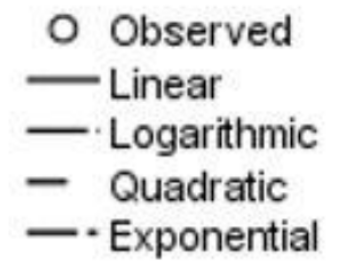 Observed
Linear
Logarithmic
Quadratic
Exponential